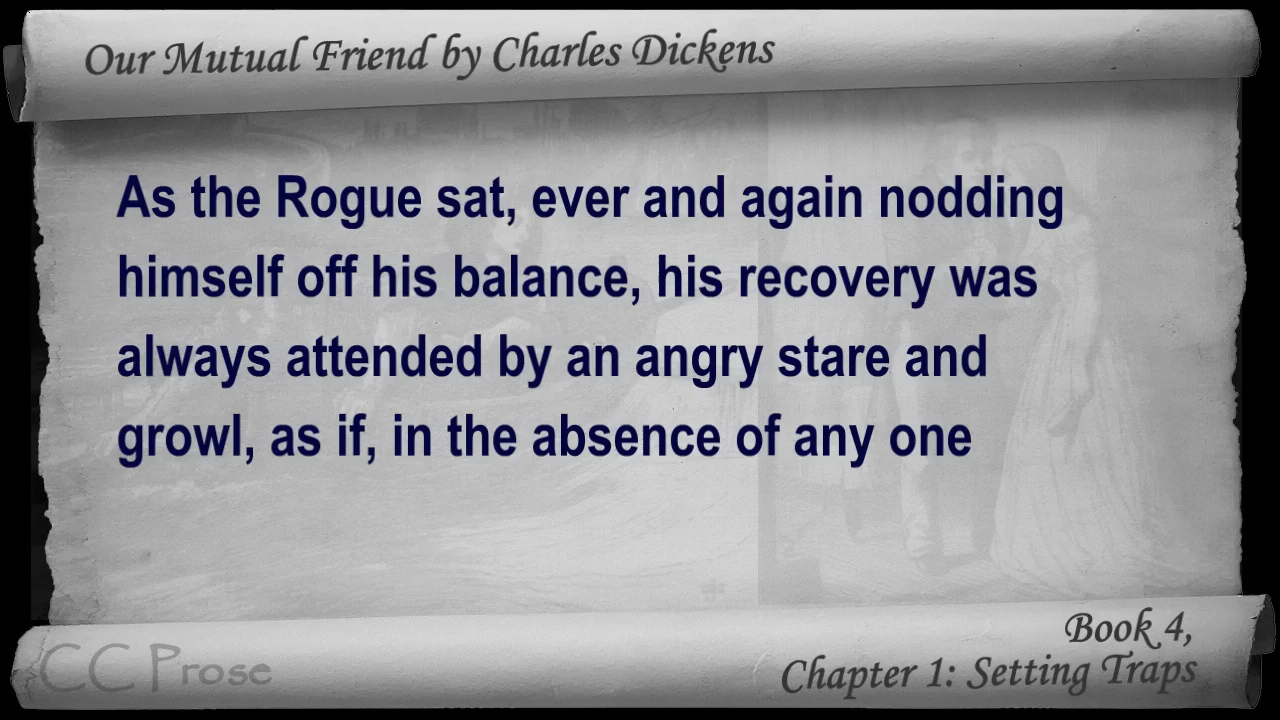 Our Mutual Friend by Charles Dickens
As the Rogue sat, ever and again nodding
himself off his balance, his recovery was
always attended by an angry stare and
growl, as if, in the absence of any one
Book 4,
Chapter 1: Setting Traps
CC Prose